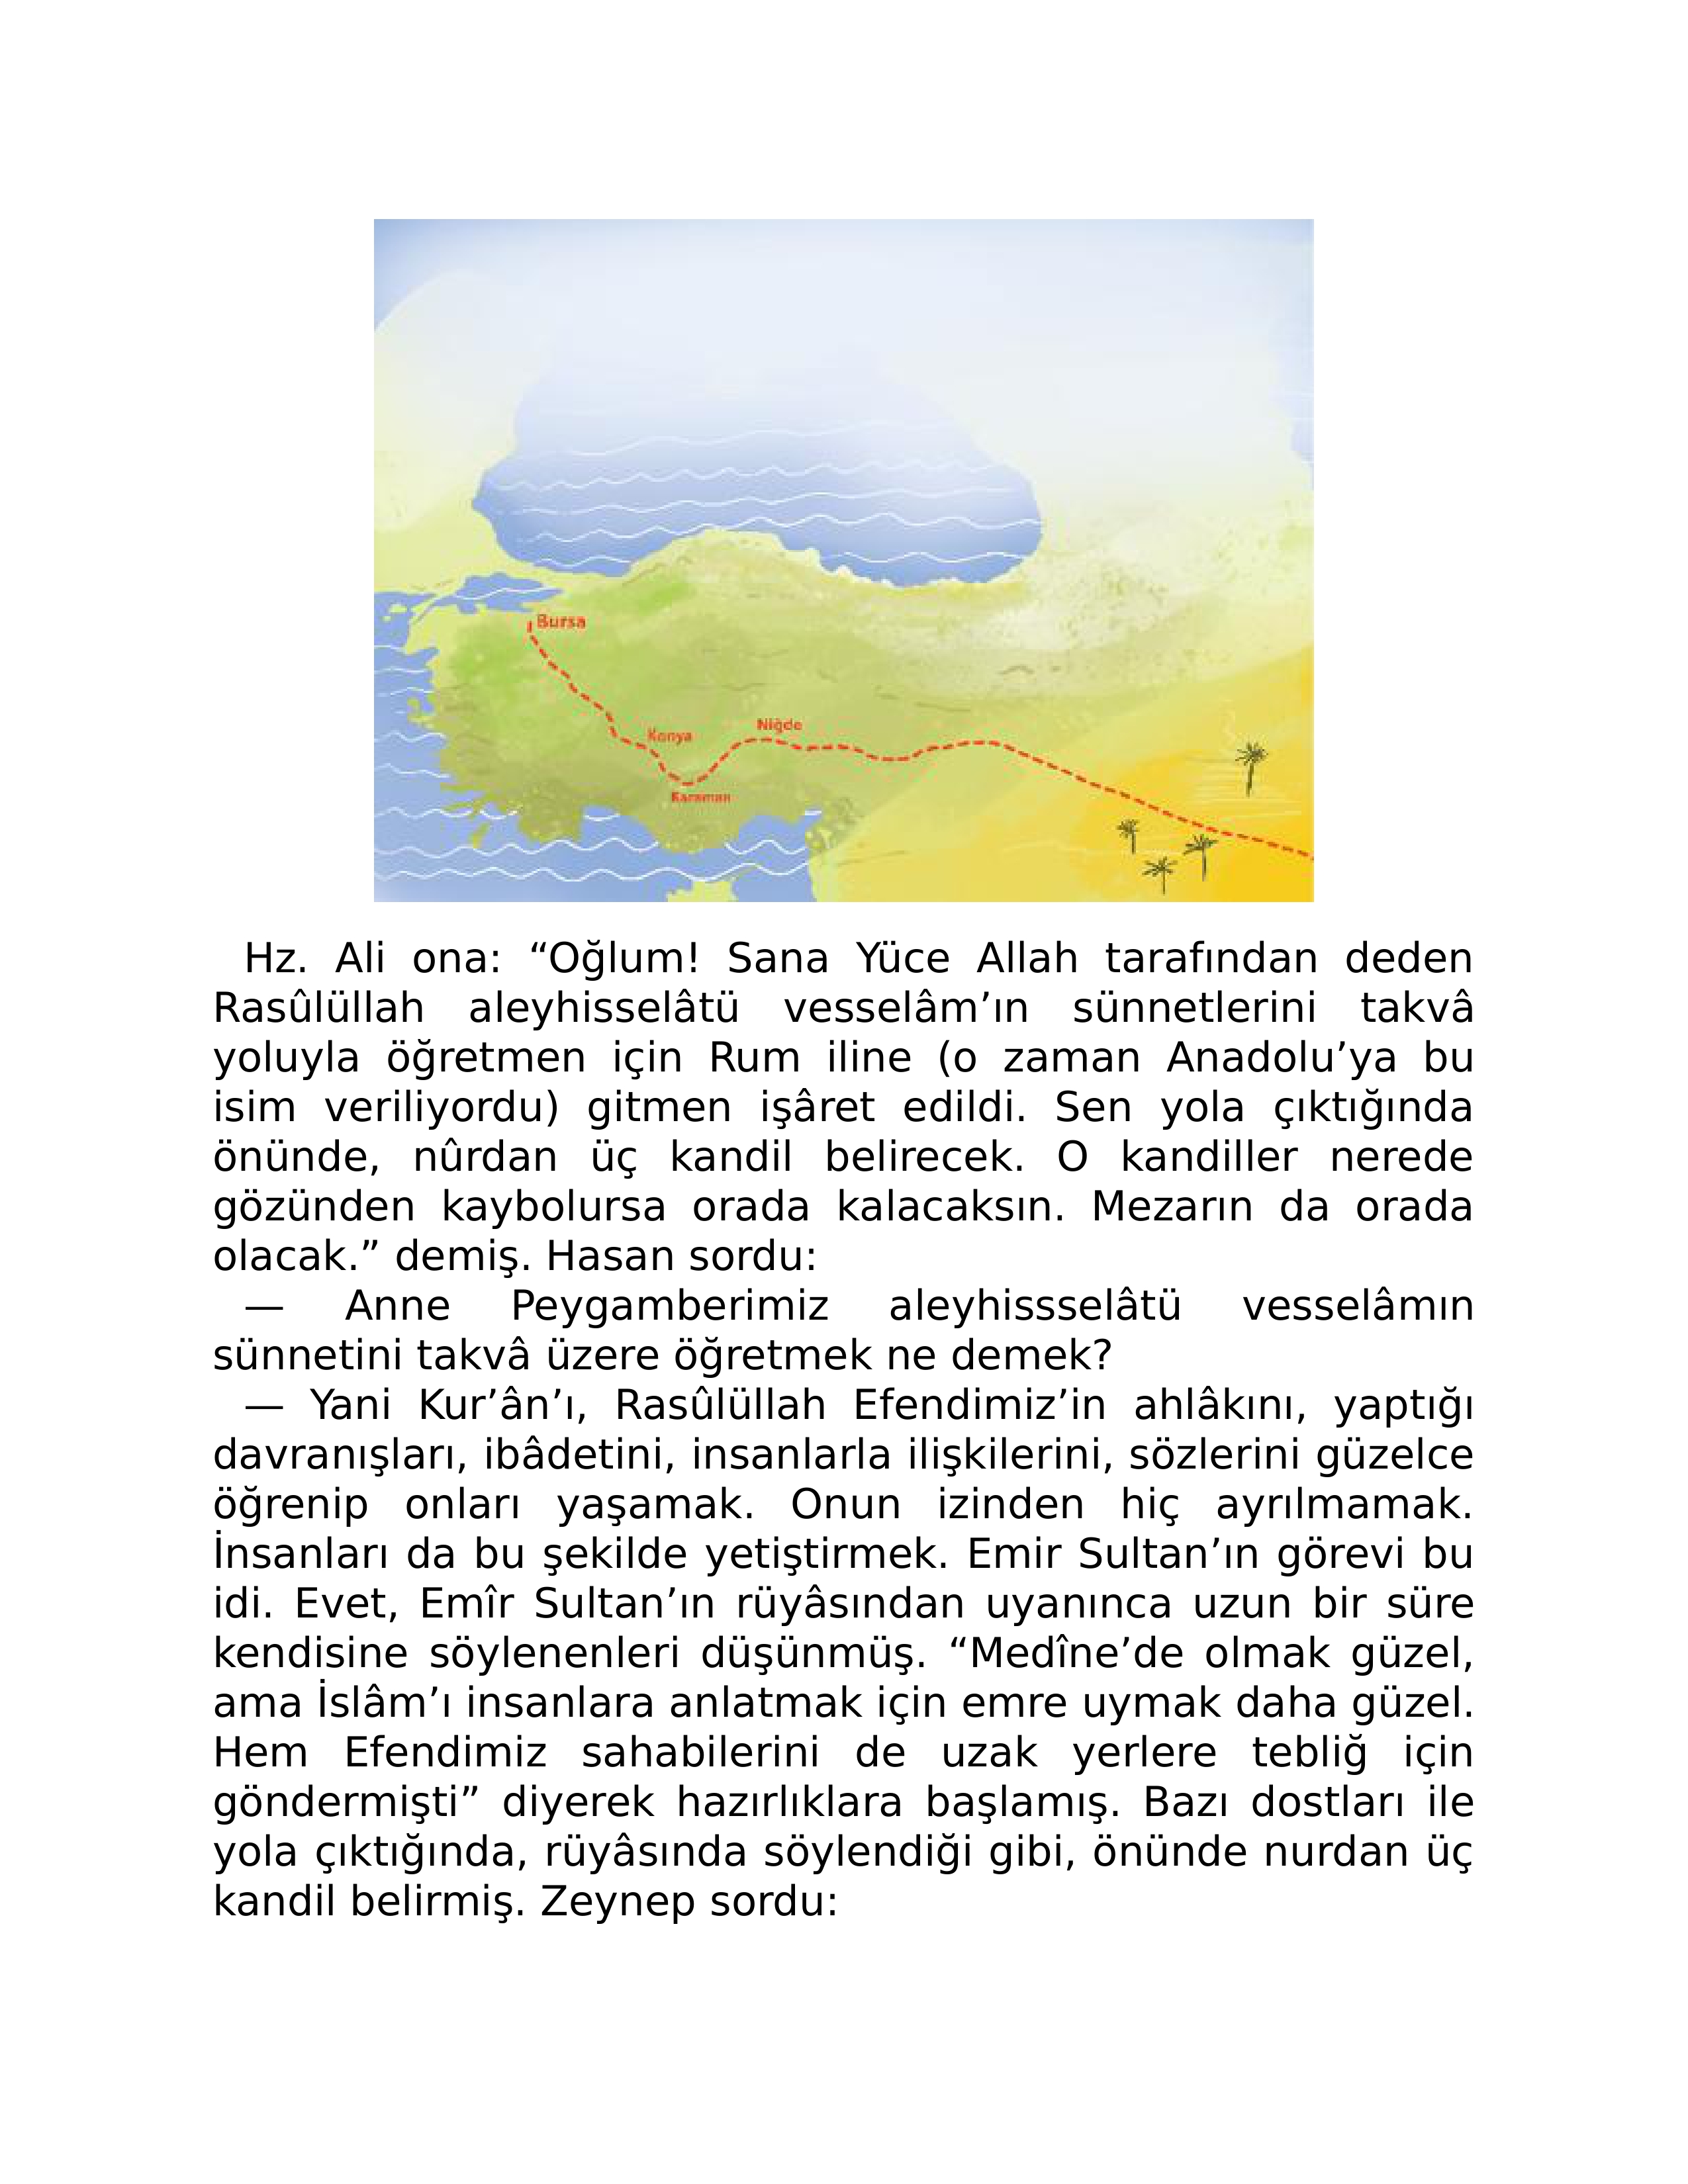 Bursa
Konya
Niğde
Karaman
Hz. Ali ona: “Oğlum! Sana Yüce Allah tarafından deden
Rasûlüllah aleyhisselâtü vesselâm’ın sünnetlerini takvâ
yoluyla öğretmen için Rum iline (o zaman Anadolu’ya bu
isim veriliyordu) gitmen işâret edildi. Sen yola çıktığında
önünde, nûrdan üç kandil belirecek. O kandiller nerede
gözünden kaybolursa orada kalacaksın. Mezarın da orada
olacak.” demiş. Hasan sordu:
— Anne Peygamberimiz aleyhissselâtü vesselâmın
sünnetini takvâ üzere öğretmek ne demek?
— Yani Kur’ân’ı, Rasûlüllah Efendimiz’in ahlâkını, yaptığı
davranışları, ibâdetini, insanlarla ilişkilerini, sözlerini güzelce
öğrenip onları yaşamak. Onun izinden hiç ayrılmamak.
İnsanları da bu şekilde yetiştirmek. Emir Sultan’ın görevi bu
idi. Evet, Emîr Sultan’ın rüyâsından uyanınca uzun bir süre
kendisine söylenenleri düşünmüş. “Medîne’de olmak güzel,
ama İslâm’ı insanlara anlatmak için emre uymak daha güzel.
Hem Efendimiz sahabilerini de uzak yerlere tebliğ için
göndermişti” diyerek hazırlıklara başlamış. Bazı dostları ile
yola çıktığında, rüyâsında söylendiği gibi, önünde nurdan üç
kandil belirmiş. Zeynep sordu: